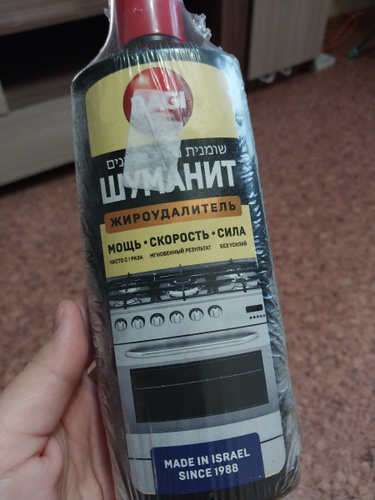 BAGI
שומנית
ШУМАНИТ
ЖИРОУДАЛИТЕЛЬ
МОЩЬ • СКОРОСТЬ • СИЛА
ЧИСТО С 1 РАЗА МГНОВЕННЫЙ РЕЗУЛЬТАТ БЕЗ УСИЛИЙ
MADE IN ISRAEL
SINCE 1988